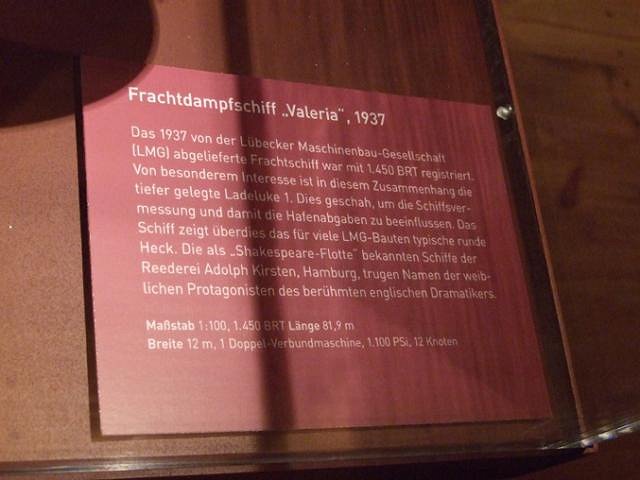 Frachtdampfschiff „Valeria“, 1937
Das 1937 von der Lübecker Maschinenbau-Gesellschaft
(LMG) abgelieferte Frachtschiff war mit 1.450 BRT registriert.
Von besonderem Interesse ist in diesem Zusammenhang die
tiefer gelegte Ladeluke 1. Dies geschah, um die Schiffsver-
messung und damit die Hafenabgaben zu beeinflussen. Das
Schiff zeigt überdies das für viele LMG-Bauten typische runde
Heck. Die als „Shakespeare-Flotte“ bekannten Schiffe der
Reederei Adolph Kirsten, Hamburg, trugen Namen der weib-
lichen Protagonisten des berühmten englischen Dramatikers.
Maßstab 1:100, 1.450 BRT Länge 81,9 m
Breite 12 m, 1 Doppel-Verbundmaschine, 1.100 PSi, 12 Knoten